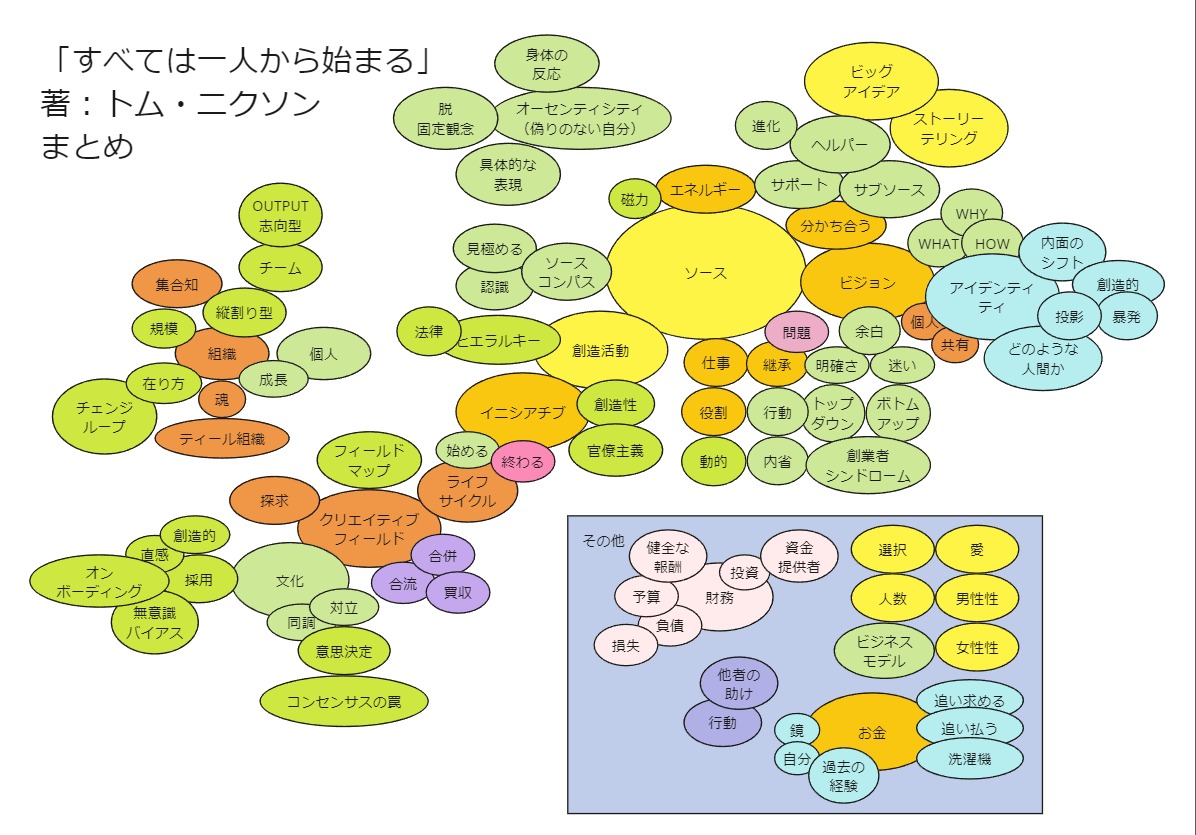 「すべては一人から始まる」
著：トム・ニクソン
まとめ
身体の
反応
脱
固定観念
オーセンティシティ
（偽りのない自分）
具体的な
表現
ビッグ
アイデア
ストーリー
テリング
進化
ヘルパー
サポート
サブソース
磁力
エネルギー
分かち合う
ソース
ビジョン
WHY
WHAT
HOW
内面の
シフト
アイデンティ
ティ
創造的
投影
暴発
どのような
人間か
個人
共有
見極める
認識
ソース
コンパス
法律
ヒエラルキー
創造活動
イニシアチブ
創造性
官僚主義
始める
終わる
ライフ
サイクル
問題
余白
仕事
継承
明確さ
迷い
役割
行動
トップ
ダウン
ボトム
アップ
動的
内省
創業者
シンドローム
OUTPUT
志向型
チーム
集合知
縦割り型
規模
組織
個人
成長
在り方
魂
チェンジ
ループ
ティール組織
フィールド
マップ
探求
クリエイティブ
フィールド
合併
合流
買収
創造的
直感
オン
ボーディング
採用
無意識
バイアス
文化
対立
同調
意思決定
コンセンサスの罠
その他
健全な
報酬
投資
資金
提供者
予算
財務
負債
損失
選択
愛
人数
男性性
ビジネス
モデル
女性性
他者の
助け
行動
鏡
自分
お金
過去の
経験
追い求める
追い払う
洗濯機